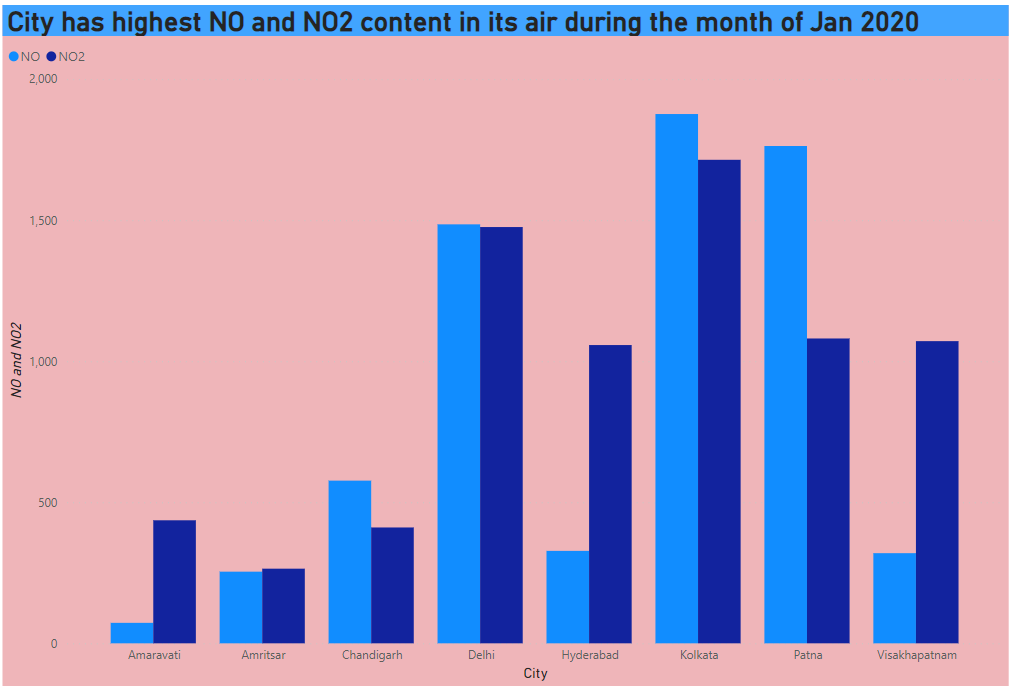 City has highest NO and NO2 content in its air during the month of Jan 2020
NO NO2
2,000
1,500
1,000
500
0
NO and NO2
Amaravati Amritsar Chandigarh Delhi Hyderabad Kolkata Patna Visakhapatnam
City